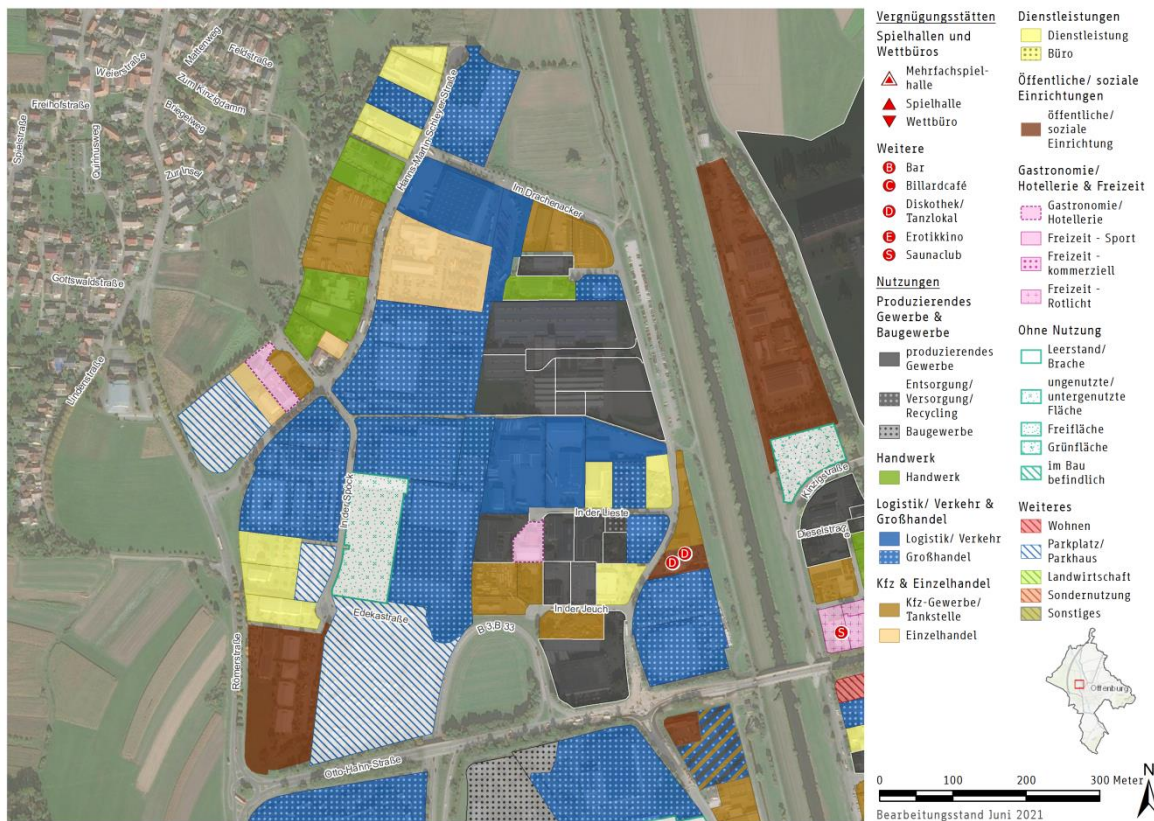 Mattenweg
Feldstraße
Weierstraße
Zum Kinzigdamm
Freihofstraße
Briegelweg
Spielstraße
Quirinusweg
Zur Insel
Gottswaldstraße
Lindenstraße
Hanns-Martin-Schleyer-Straße
Im Drachenacker
In der Spöck
In der Lieste
D
D
In der Jeuch
Edekastraße
B 3,B 33
Römerstraße
Otto-Hahn-Straße
Kinzigstraße
Dieselstraße
S
Vergnügungsstätten
Spielhallen und
Wettbüros
Mehrfachspiel-
halle
Spielhalle
Wettbüro
Weitere
B Bar
C Billardcafé
D Diskothek/
Tanzlokal
E Erotikkino
S Saunaclub
Nutzungen
Produzierendes
Gewerbe &
Baugewerbe
produzierendes
Gewerbe
Entsorgung/
Versorgung/
Recycling
Baugewerbe
Handwerk
Handwerk
Logistik/ Verkehr &
Großhandel
Logistik/ Verkehr
Großhandel
Kfz & Einzelhandel
Kfz-Gewerbe/
Tankstelle
Einzelhandel
Dienstleistungen
Dienstleistung
Büro
Öffentliche/ soziale
Einrichtungen
öffentliche/
soziale
Einrichtung
Gastronomie/
Hotellerie & Freizeit
Gastronomie/
Hotellerie
Freizeit - Sport
Freizeit -
kommerziell
Freizeit -
Rotlicht
Ohne Nutzung
Leerstand/
Brache
ungenutzte/
untergenutzte
Fläche
Freifläche
Grünfläche
im Bau
befindlich
Weiteres
Wohnen
Parkplatz/
Parkhaus
Landwirtschaft
Sondernutzung
Sonstiges
Offenburg
0 100 200 300 Meter
N
Bearbeitungsstand Juni 2021